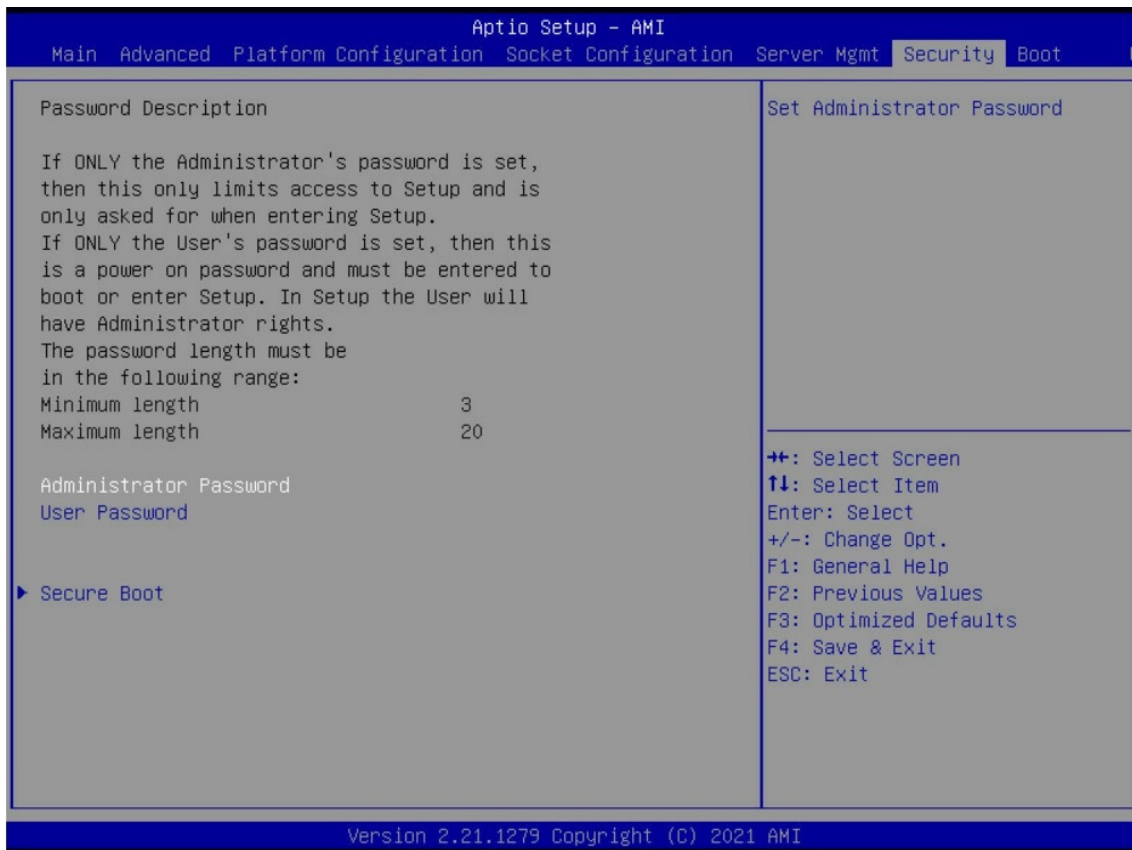 Aptio Setup - AMI
Main Advanced Platform Configuration Socket Configuration Server Mgmt Security Boot
Password Description
If ONLY the Administrator's password is set,
then this only limits access to Setup and is
only asked for when entering Setup.
If ONLY the User's password is set, then this
is a power on password and must be entered to
boot or enter Setup. In Setup the User will
have Administrator rights.
The password length must be
in the following range:
Minimum length 3
Maximum length 20
Administrator Password
User Password
Secure Boot
Set Administrator Password
→←: Select Screen
↑↓: Select Item
Enter: Select
+/-: Change Opt.
F1: General Help
F2: Previous Values
F3: Optimized Defaults
F4: Save & Exit
ESC: Exit
Version 2.21.1279 Copyright (C) 2021 AMI